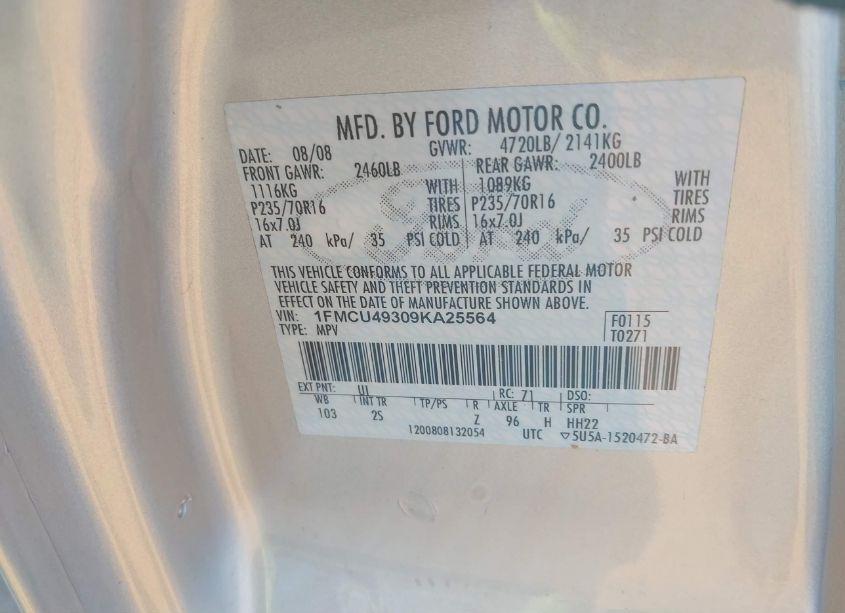 MFD. BY FORD MOTOR CO.
DATE: 08/08 GVWR: 4720LB/ 2141KG
FRONT GAWR: 2460LB REAR GAWR: 2400LB
1116KG WITH 1089KG WITH
P235/70R16 TIRES P235/70R16 TIRES
16x7.0J RIMS 16x7.0J RIMS
AT 240 kPa/ 35 PSI COLD AT 240 kPa/ 35 PSI COLD
THIS VEHICLE CONFORMS TO ALL APPLICABLE FEDERAL MOTOR
VEHICLE SAFETY AND THEFT PREVENTION STANDARDS IN
EFFECT ON THE DATE OF MANUFACTURE SHOWN ABOVE.
VIN: 1FMCU49309KA25564 F0115
TYPE: MPV T0271
EXT PNT: UI RC: 71 DSO:
WB INT TR TP/PS R AXLE TR SPR
103 2S Z 96 H HH22
1200808132054 UTC ▽5U5A-1520472-BA
Ford